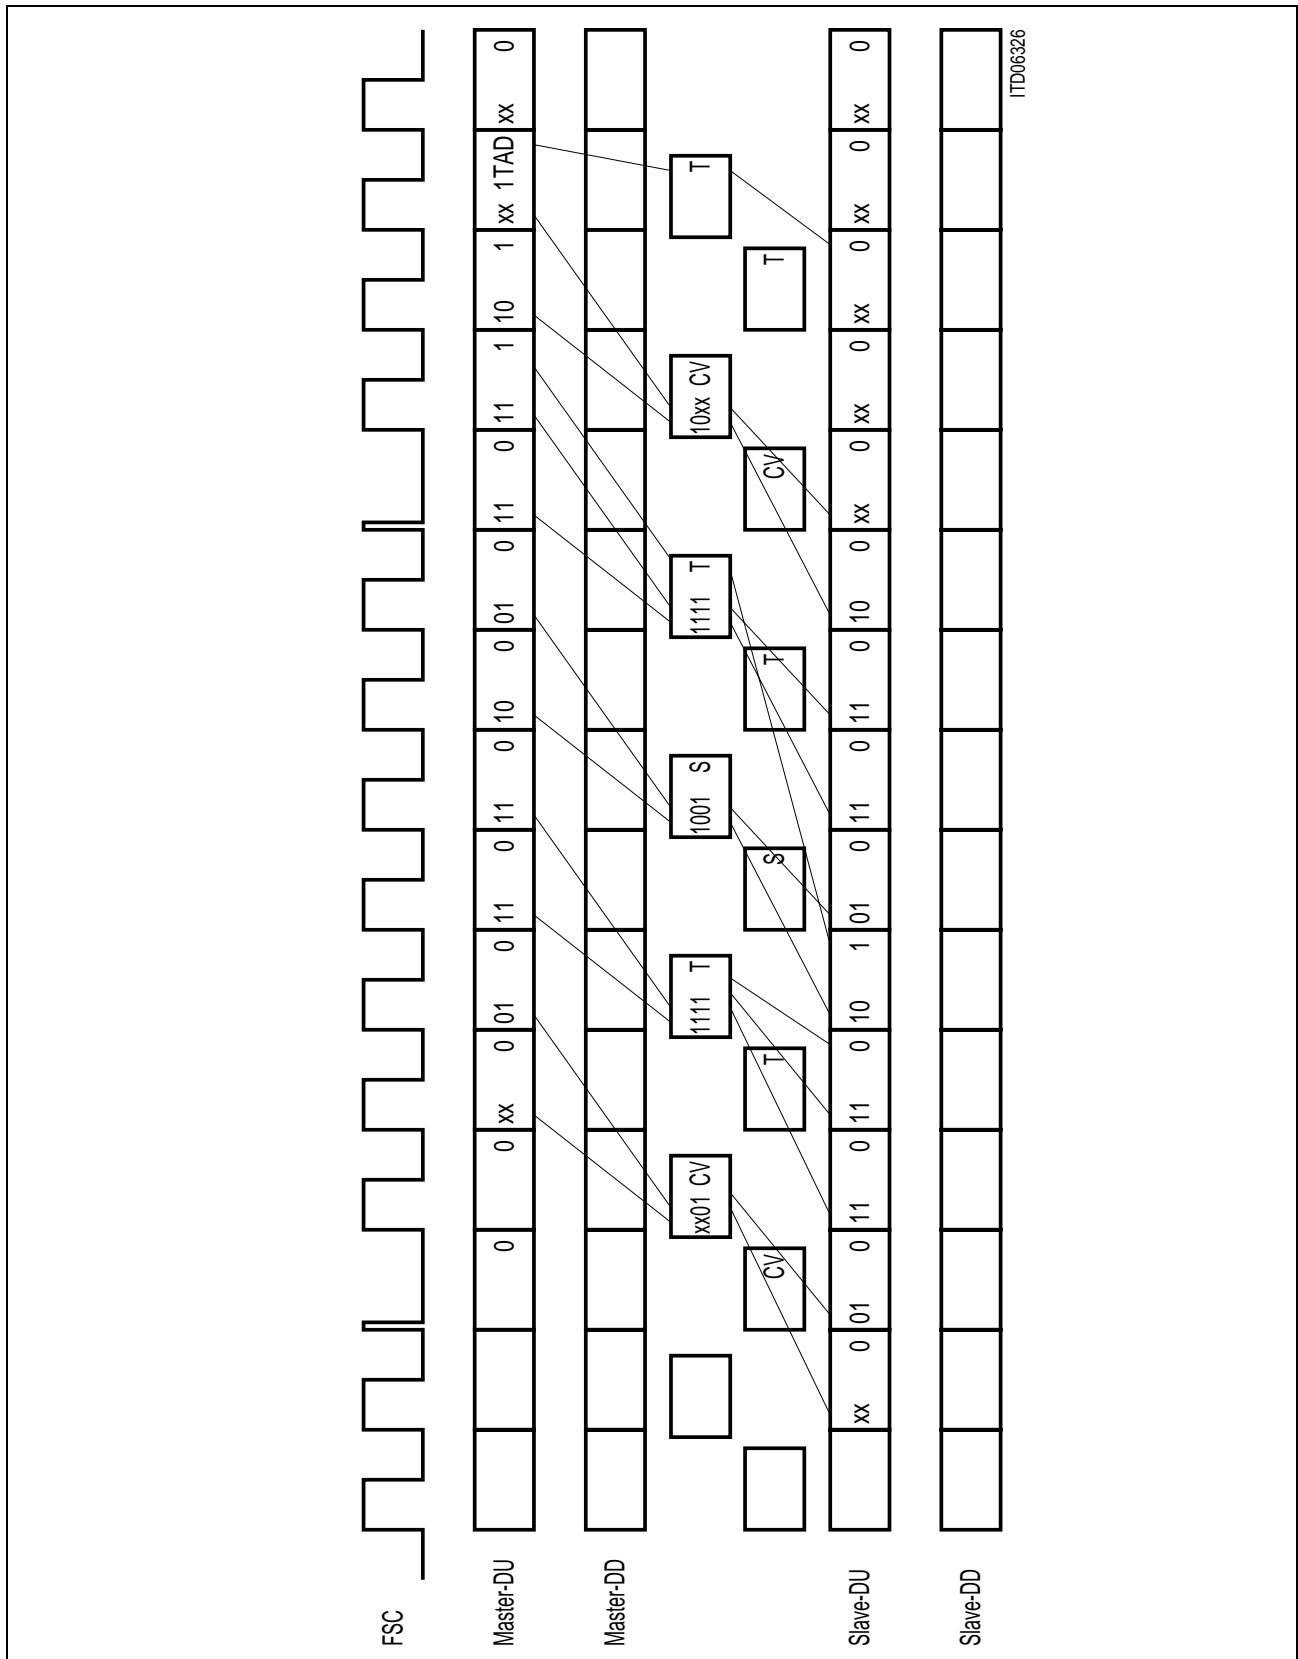 FSC
Master-DU 0 0 xx 0 01 0 11 0 11 0 10 0 01 0 11 0 11 1 10 1 xx 1TAD xx 0
Master-DD
xx01 CV 1111 T 1001 S 1111 T 10xx CV T
CV T S T CV T
Slave-DU xx 0 01 0 11 0 11 0 10 1 01 0 11 0 11 0 10 0 xx 0 xx 0 xx 0 xx 0 xx 0
Slave-DD
ITD06326